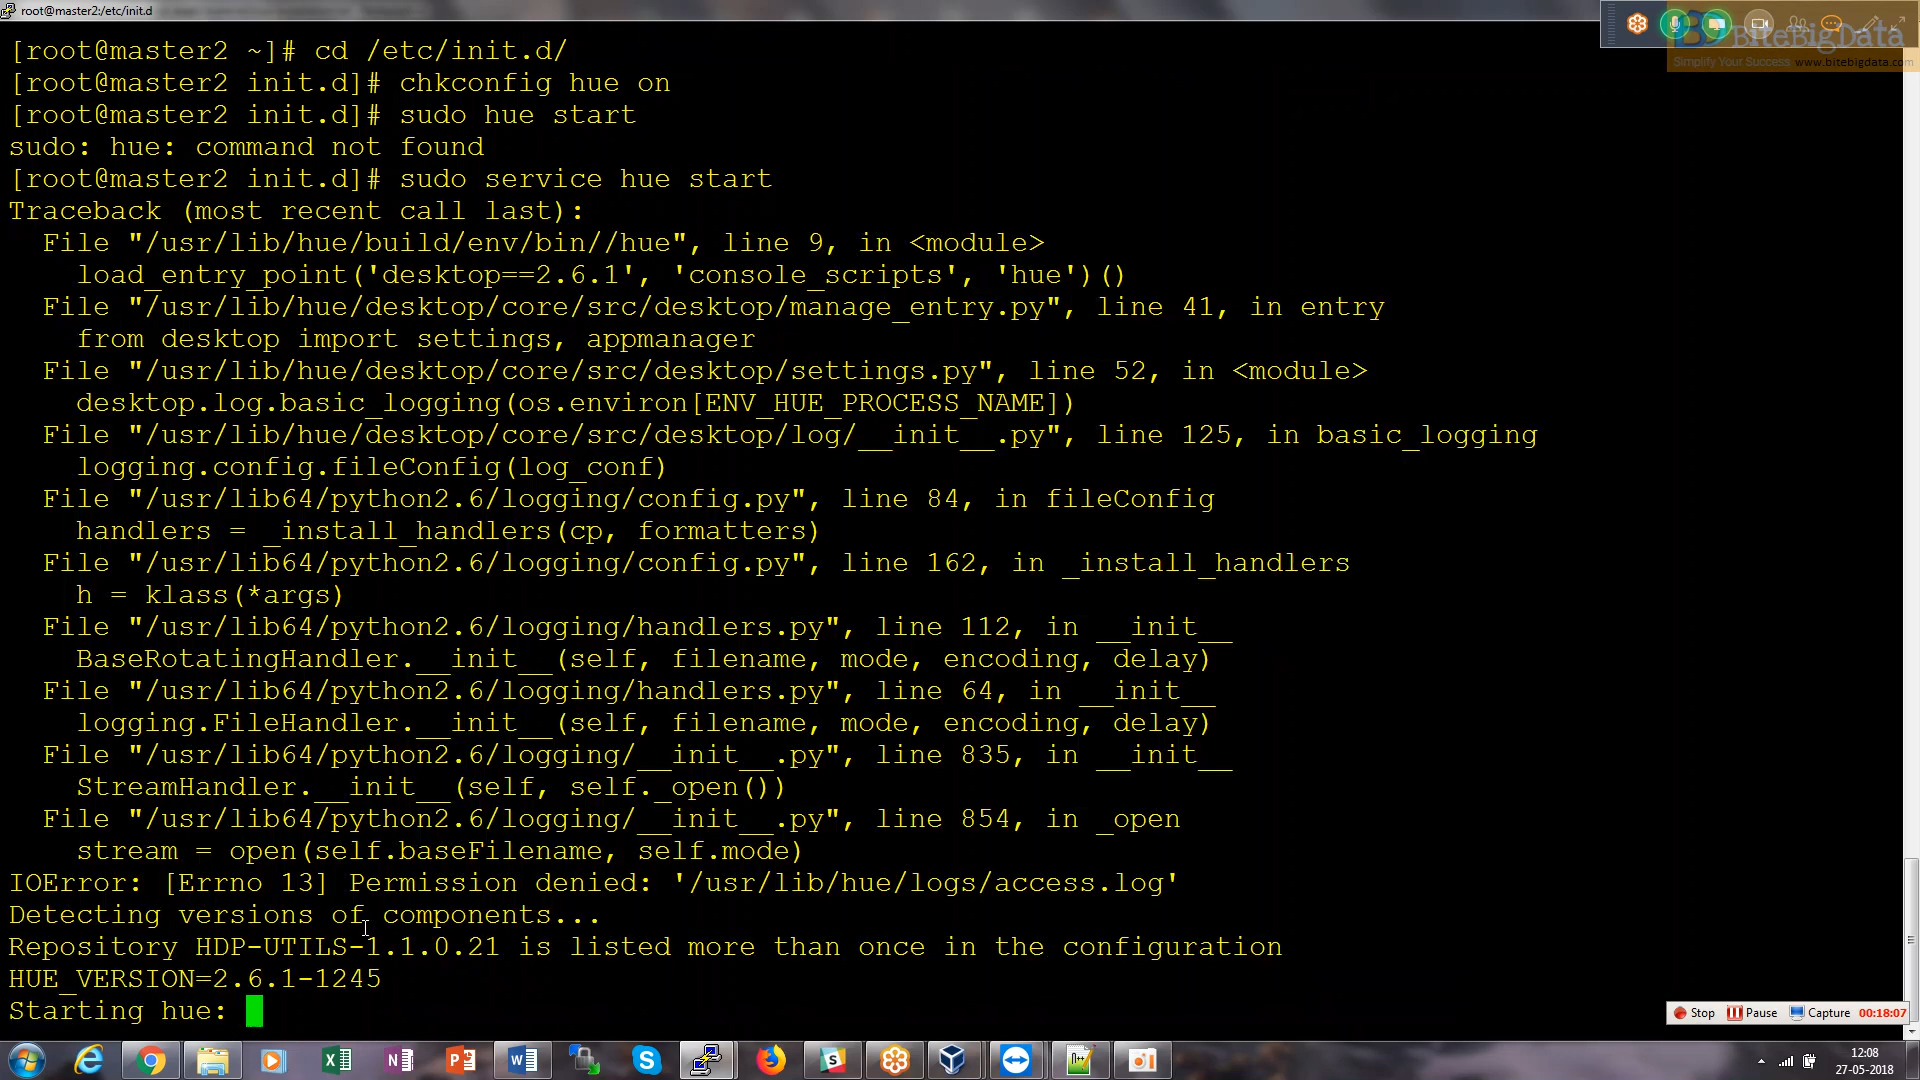 root@master2:/etc/init.d
[root@master2 ~]# cd /etc/init.d/
[root@master2 init.d]# chkconfig hue on
[root@master2 init.d]# sudo hue start
sudo: hue: command not found
[root@master2 init.d]# sudo service hue start
Traceback (most recent call last):
  File "/usr/lib/hue/build/env/bin//hue", line 9, in <module>
    load_entry_point('desktop==2.6.1', 'console_scripts', 'hue')()
  File "/usr/lib/hue/desktop/core/src/desktop/manage_entry.py", line 41, in entry
    from desktop import settings, appmanager
  File "/usr/lib/hue/desktop/core/src/desktop/settings.py", line 52, in <module>
    desktop.log.basic_logging(os.environ[ENV_HUE_PROCESS_NAME])
  File "/usr/lib/hue/desktop/core/src/desktop/log/__init__.py", line 125, in basic_logging
    logging.config.fileConfig(log_conf)
  File "/usr/lib64/python2.6/logging/config.py", line 84, in fileConfig
    handlers = _install_handlers(cp, formatters)
  File "/usr/lib64/python2.6/logging/config.py", line 162, in _install_handlers
    h = klass(*args)
  File "/usr/lib64/python2.6/logging/handlers.py", line 112, in __init__
    BaseRotatingHandler.__init__(self, filename, mode, encoding, delay)
  File "/usr/lib64/python2.6/logging/handlers.py", line 64, in __init__
    logging.FileHandler.__init__(self, filename, mode, encoding, delay)
  File "/usr/lib64/python2.6/logging/__init__.py", line 835, in __init__
    StreamHandler.__init__(self, self._open())
  File "/usr/lib64/python2.6/logging/__init__.py", line 854, in _open
    stream = open(self.baseFilename, self.mode)
IOError: [Errno 13] Permission denied: '/usr/lib/hue/logs/access.log'
Detecting versions of components...
Repository HDP-UTILS-1.1.0.21 is listed more than once in the configuration
HUE_VERSION=2.6.1-1245
Starting hue:
BiteBigData
Simplify Your Success www.bitebigdata.com
Stop Pause Capture 00:18:07
12:08
27-05-2018